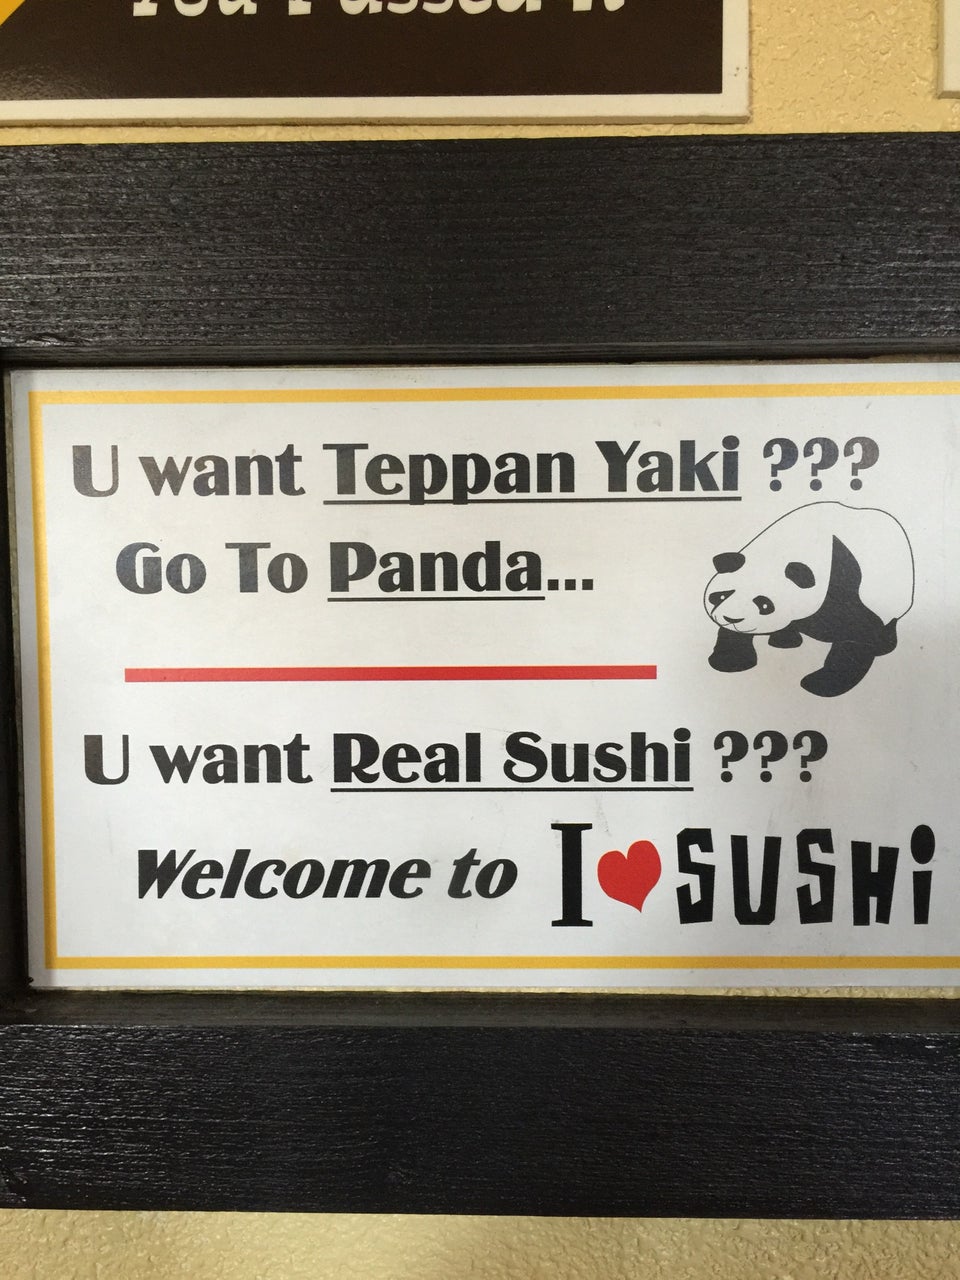 U want Teppan Yaki ???
Go To Panda...
U want Real Sushi ???
Welcome to I ♥ SUSHi